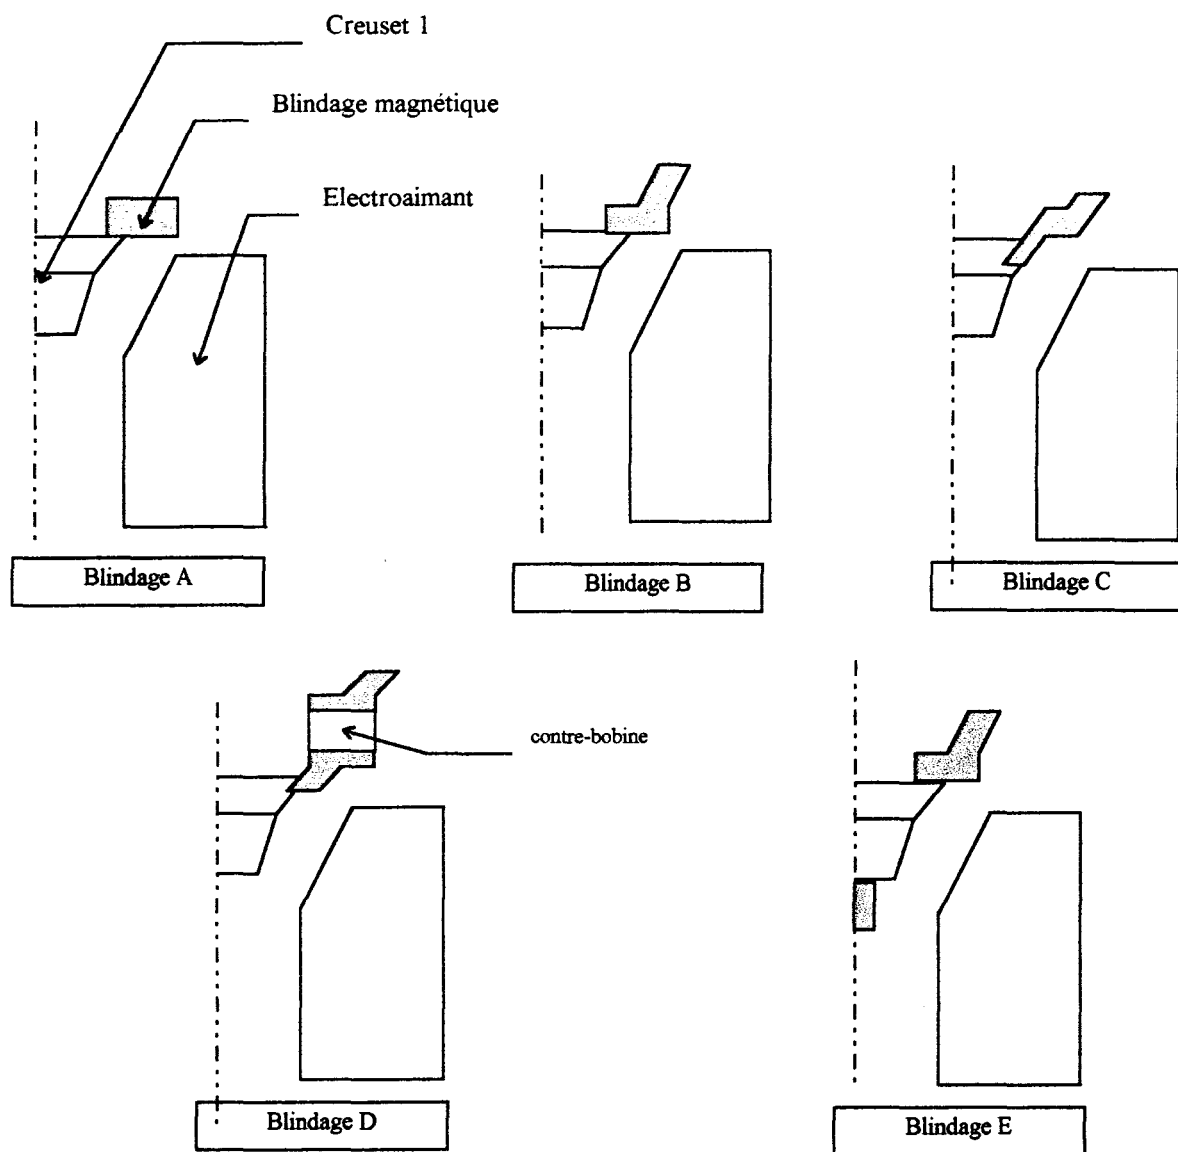 Creuset 1
Blindage magnétique
Electroaimant
Blindage A
Blindage B
Blindage C
contre-bobine
Blindage D
Blindage E